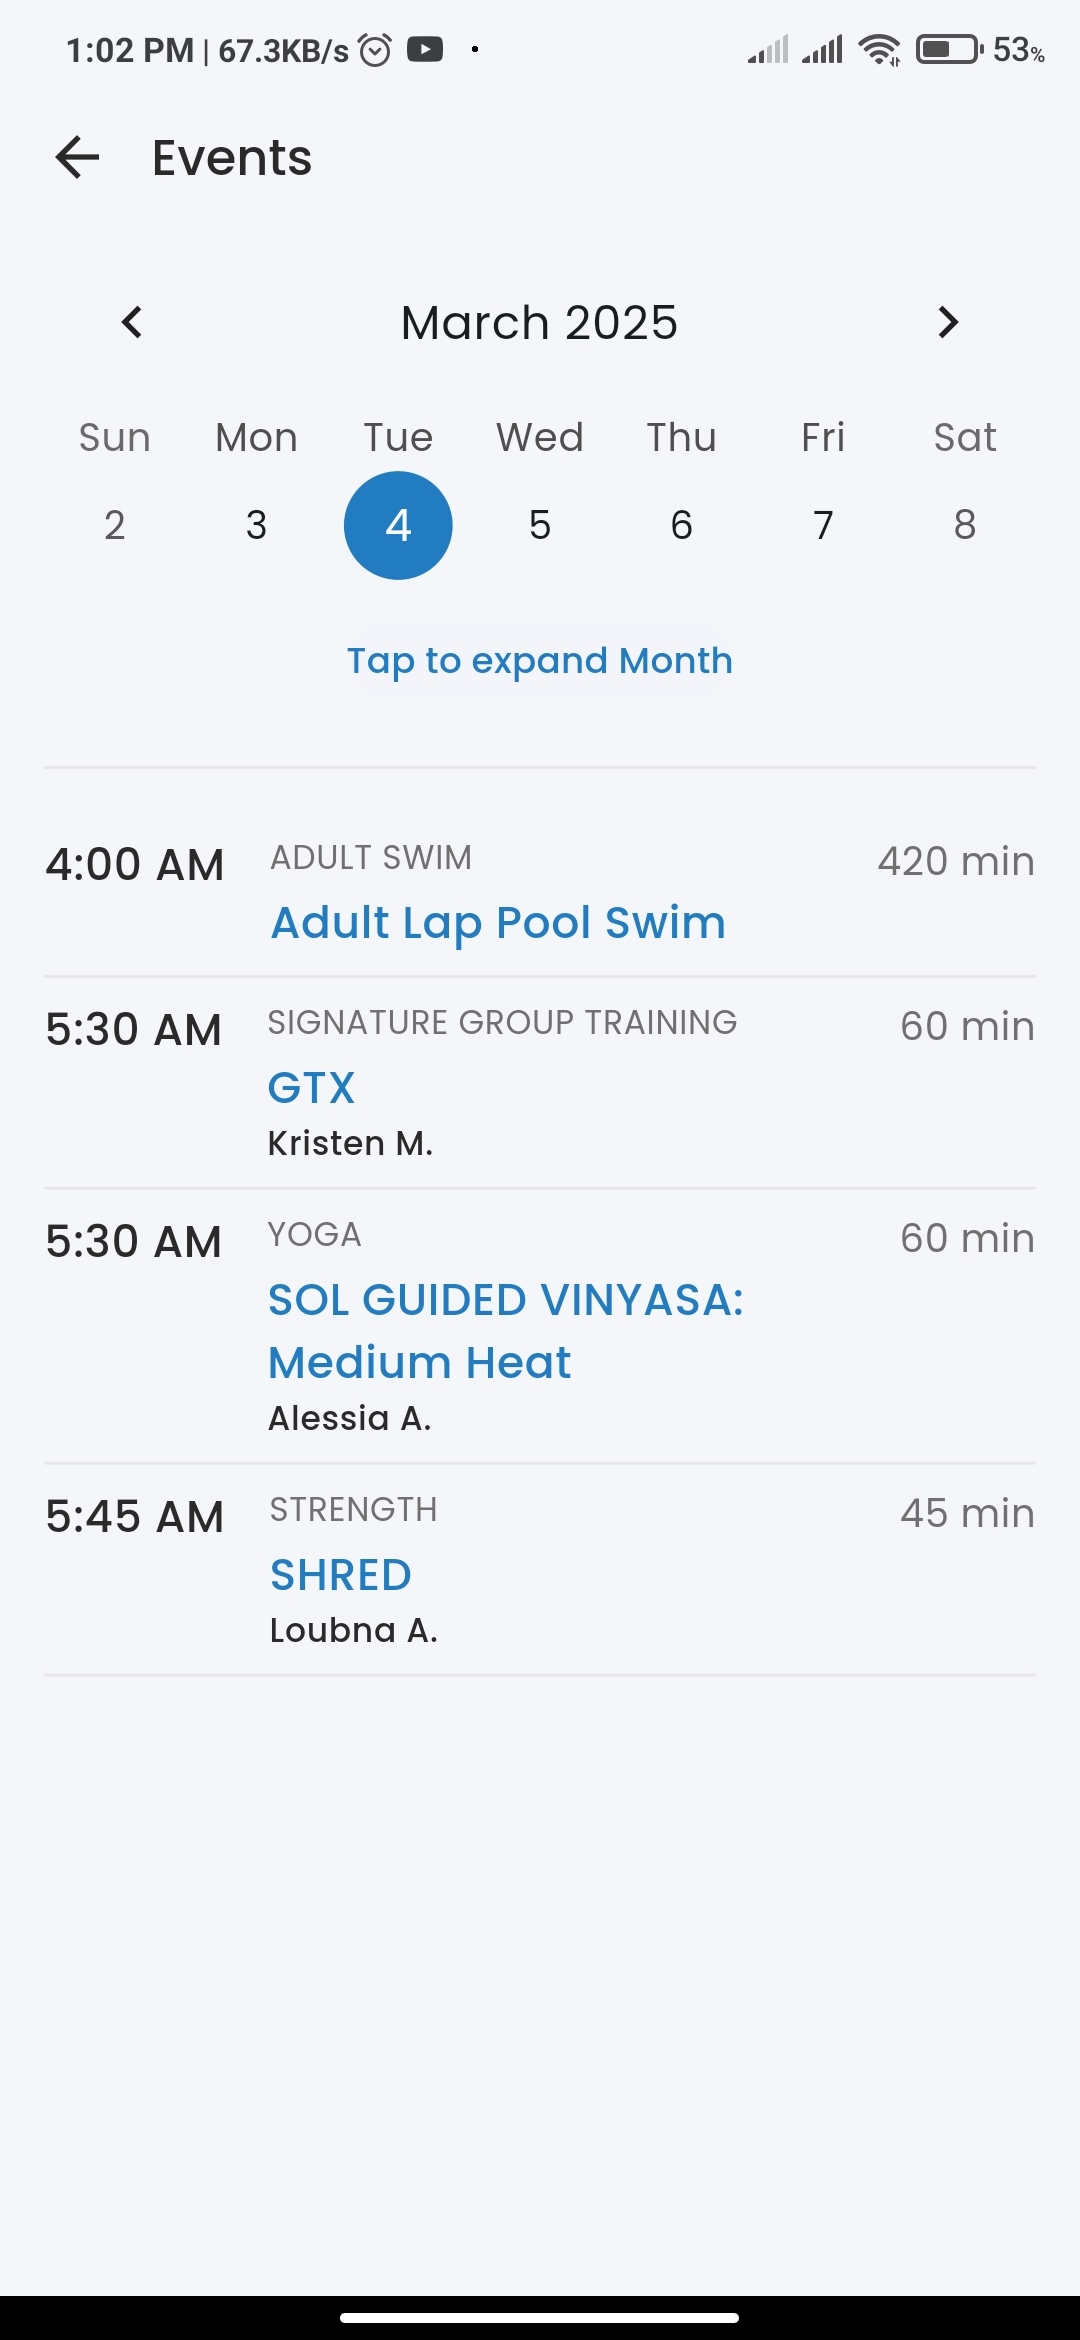 1:02 PM | 67.3KB/s 53%
Events
March 2025
Sun Mon Tue Wed Thu Fri Sat
2 3 4 5 6 7 8
Tap to expand Month
4:00 AM ADULT SWIM 420 min
Adult Lap Pool Swim
5:30 AM SIGNATURE GROUP TRAINING 60 min
GTX
Kristen M.
5:30 AM YOGA 60 min
SOL GUIDED VINYASA:
Medium Heat
Alessia A.
5:45 AM STRENGTH 45 min
SHRED
Loubna A.